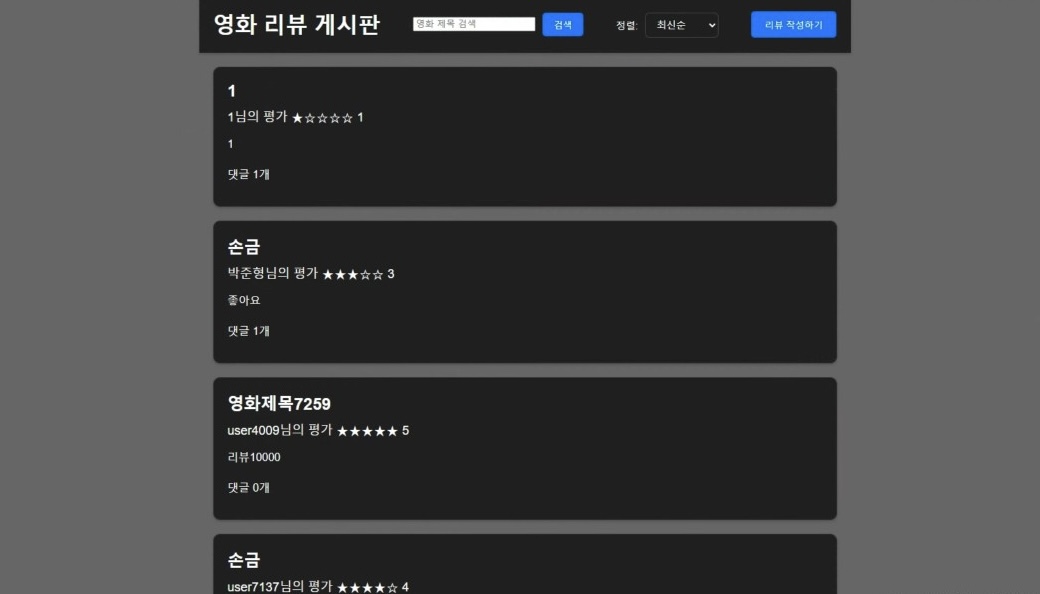 영화 리뷰 게시판 영화 제목 검색 검색 정렬: 최신순 리뷰 작성하기
1
1님의 평가 ★☆☆☆☆ 1
1
댓글 1개
손금
박준형님의 평가 ★★★☆☆ 3
좋아요
댓글 1개
영화제목7259
user4009님의 평가 ★★★★★ 5
리뷰10000
댓글 0개
손금
user7137님의 평가 ★★★★☆ 4